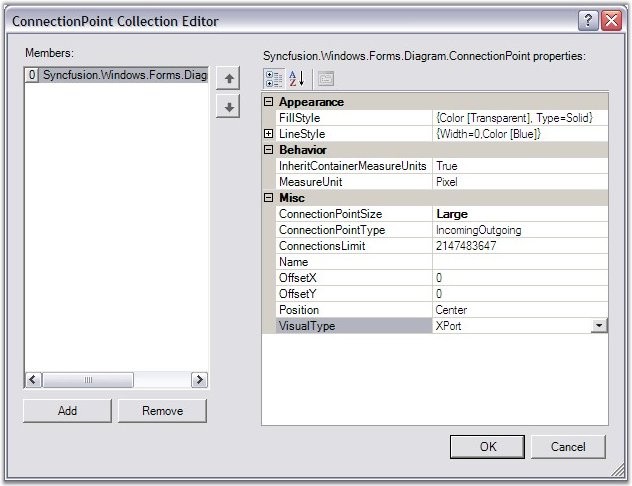 ConnectionPoint Collection Editor
Members:
0 Syncfusion.Windows.Forms.Diag
Syncfusion.Windows.Forms.Diagram.ConnectionPoint properties:
Appearance
FillStyle {Color [Transparent], Type=Solid}
LineStyle {Width=0,Color [Blue]}
Behavior
InheritContainerMeasureUnits True
MeasureUnit Pixel
Misc
ConnectionPointSize Large
ConnectionPointType IncomingOutgoing
ConnectionsLimit 2147483647
Name
OffsetX 0
OffsetY 0
Position Center
VisualType XPort
Add Remove
OK Cancel